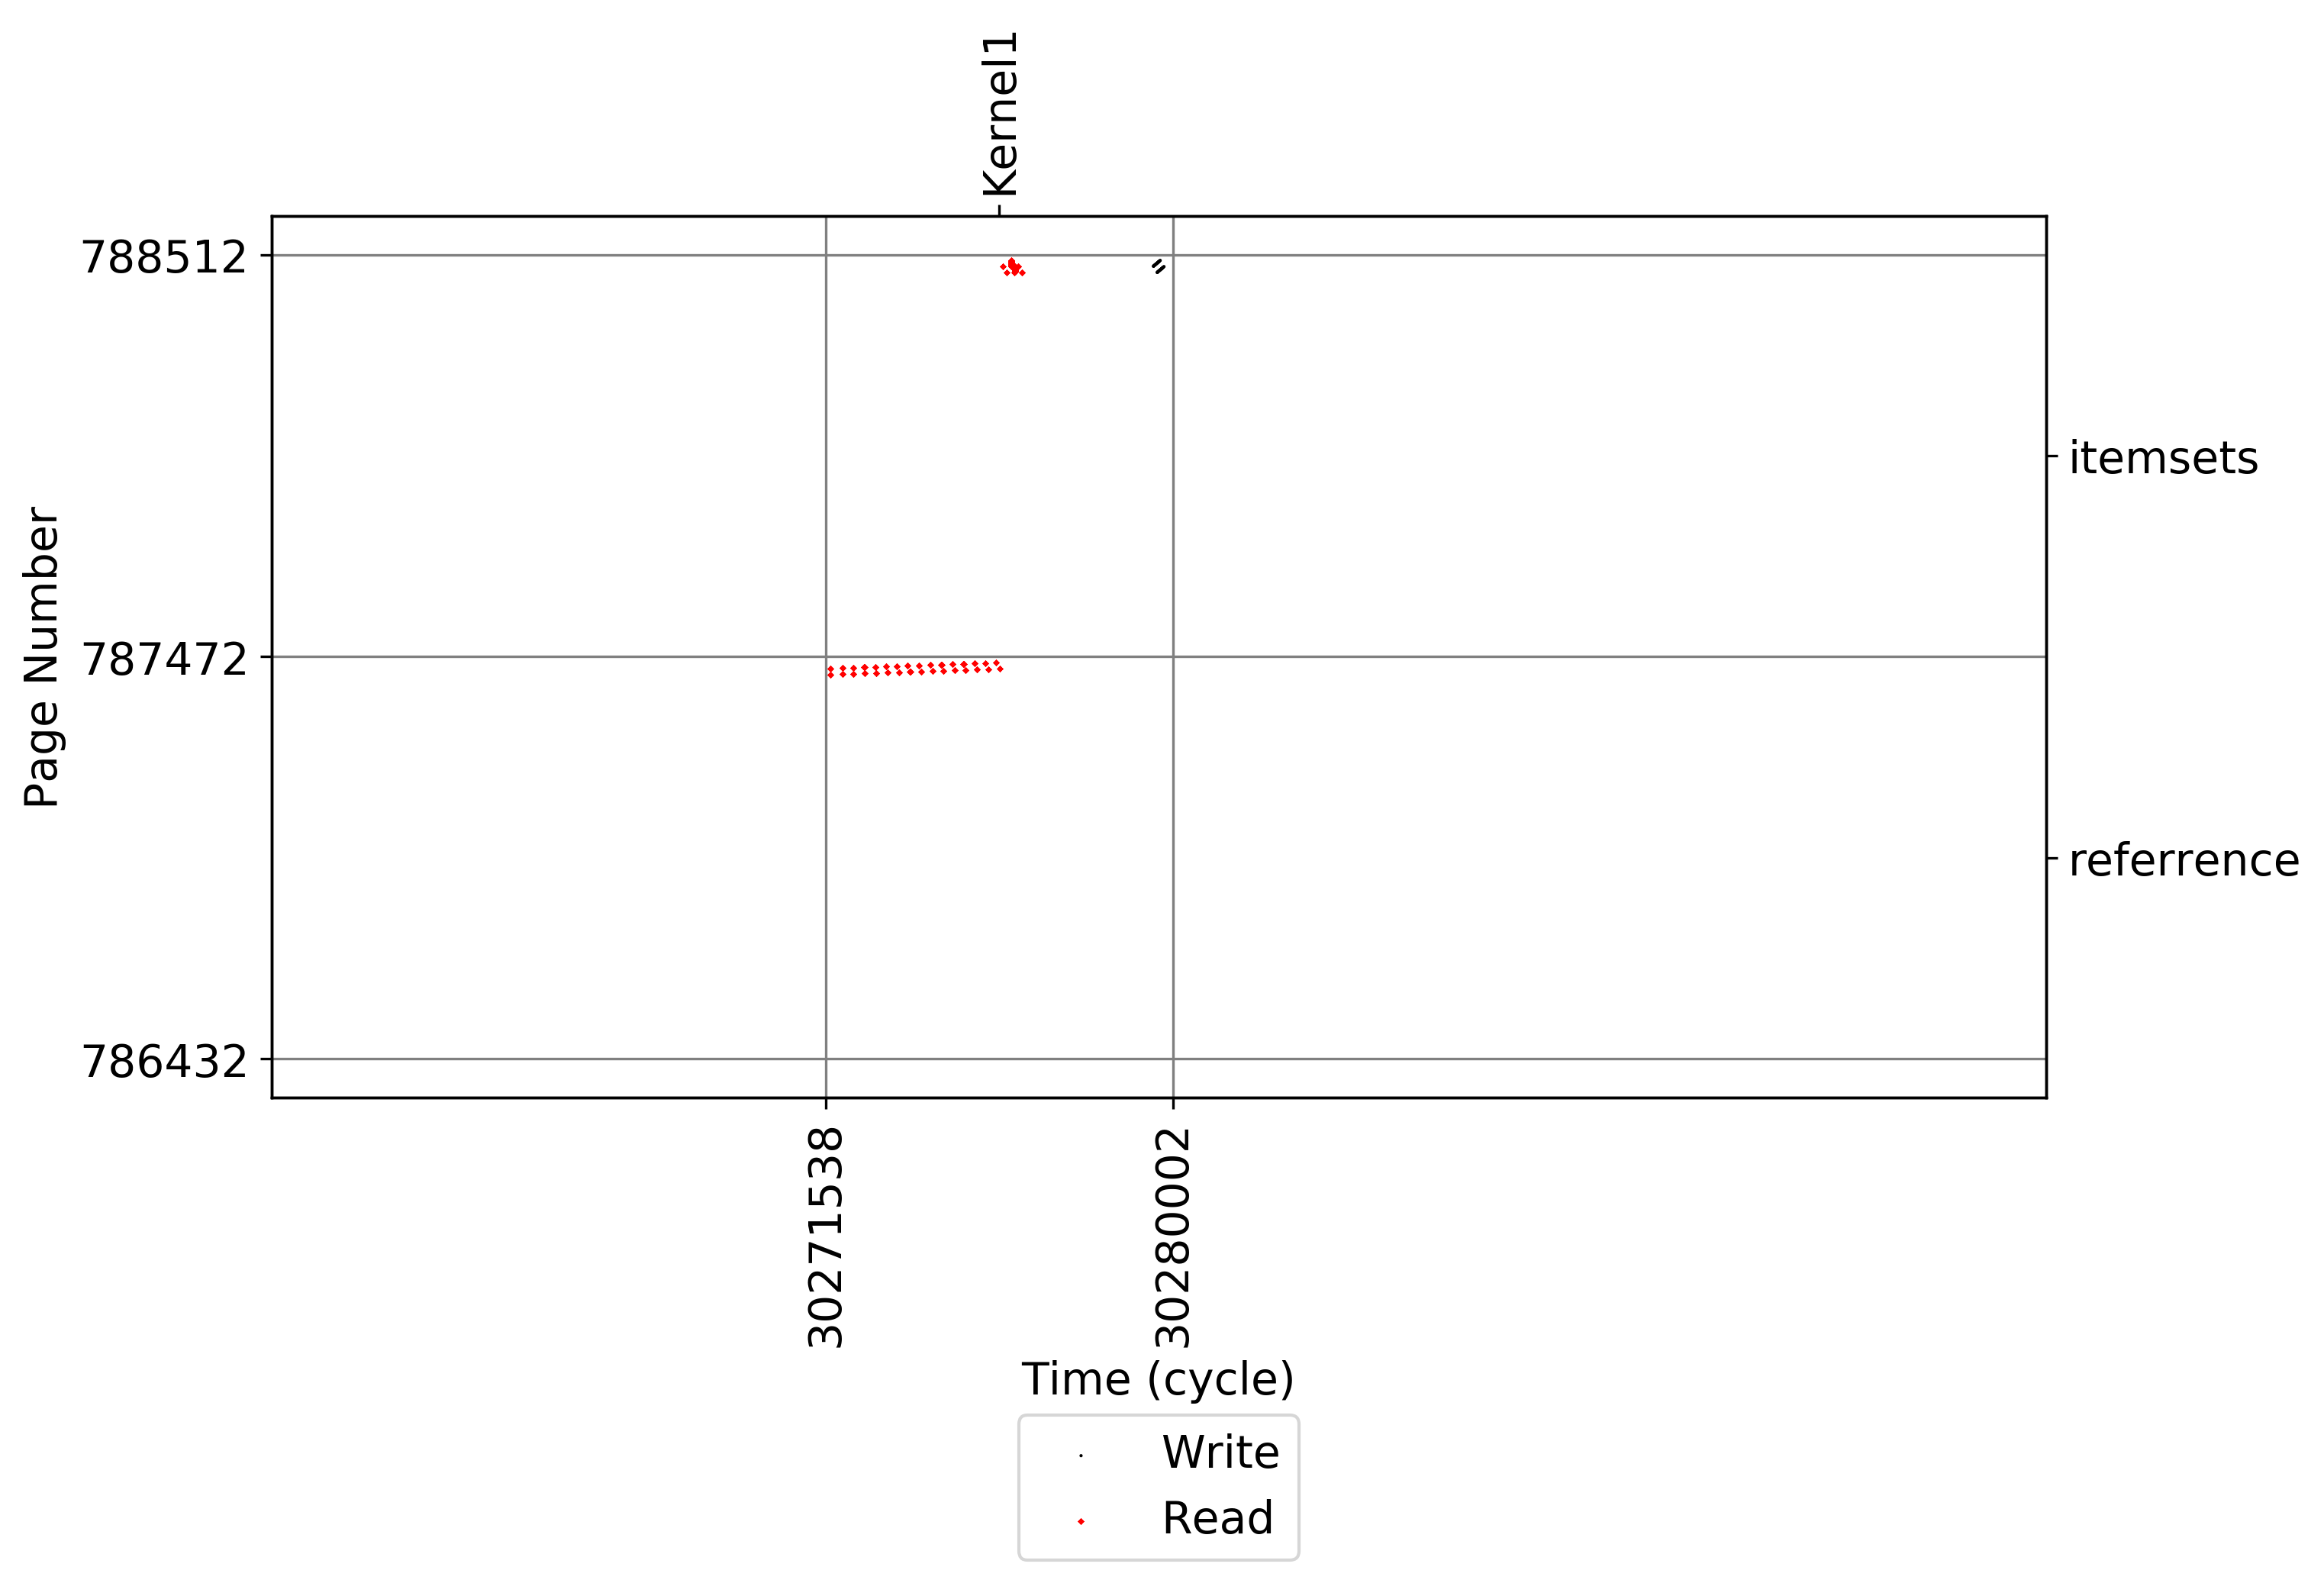 Kernel1
788512
itemsets
Page Number
787472
referrence
786432
30271538
30280002
Time (cycle)
Write
Read